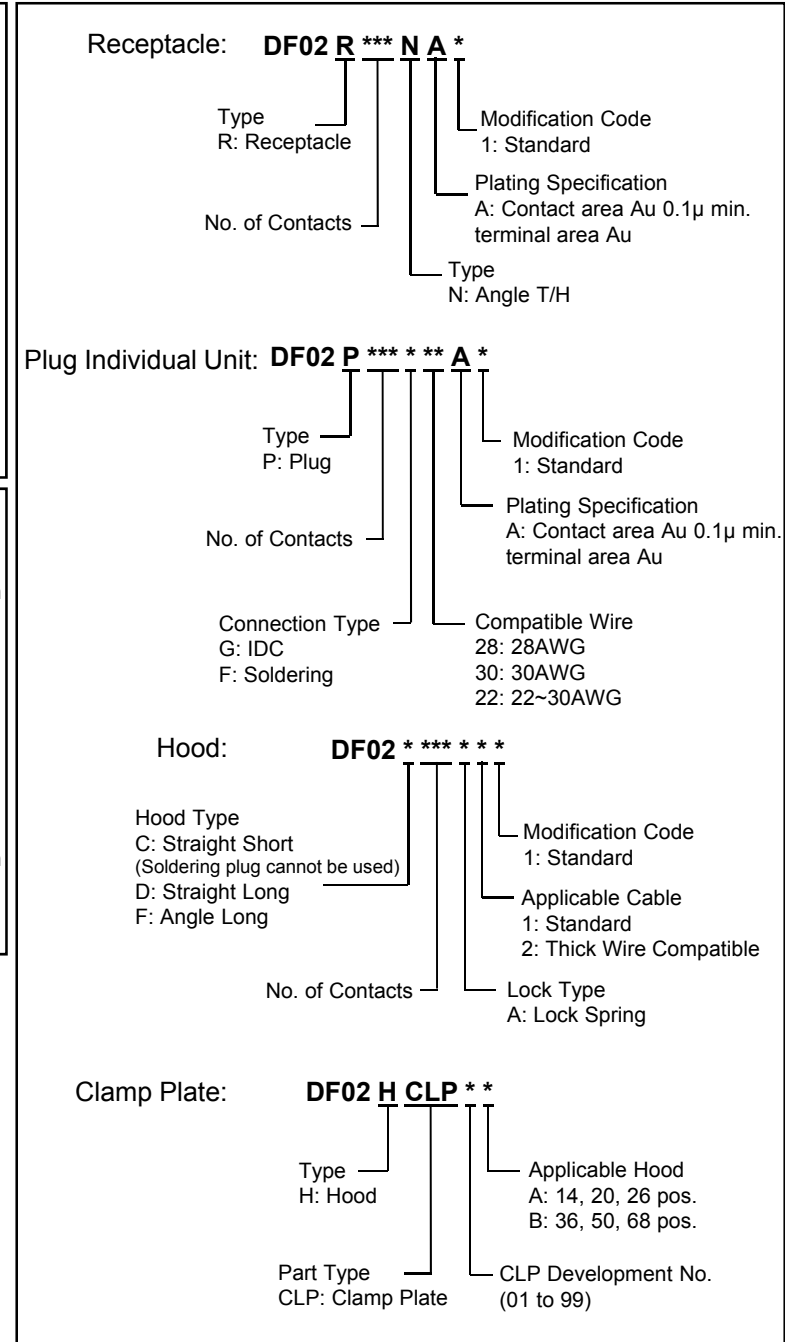 Receptacle: DF02 R *** N A *
Type
R: Receptacle
Modification Code
1: Standard
Plating Specification
A: Contact area Au 0.1µ min.
terminal area Au
No. of Contacts
Type
N: Angle T/H
Plug Individual Unit: DF02 P *** * ** A *
Type
P: Plug
Modification Code
1: Standard
Plating Specification
A: Contact area Au 0.1µ min.
terminal area Au
No. of Contacts
Connection Type
G: IDC
F: Soldering
Compatible Wire
28: 28AWG
30: 30AWG
22: 22~30AWG
Hood: DF02 * *** * * *
Hood Type
C: Straight Short
(Soldering plug cannot be used)
D: Straight Long
F: Angle Long
Modification Code
1: Standard
Applicable Cable
1: Standard
2: Thick Wire Compatible
No. of Contacts
Lock Type
A: Lock Spring
Clamp Plate: DF02 H CLP * *
Type
H: Hood
Applicable Hood
A: 14, 20, 26 pos.
B: 36, 50, 68 pos.
Part Type
CLP: Clamp Plate
CLP Development No.
(01 to 99)